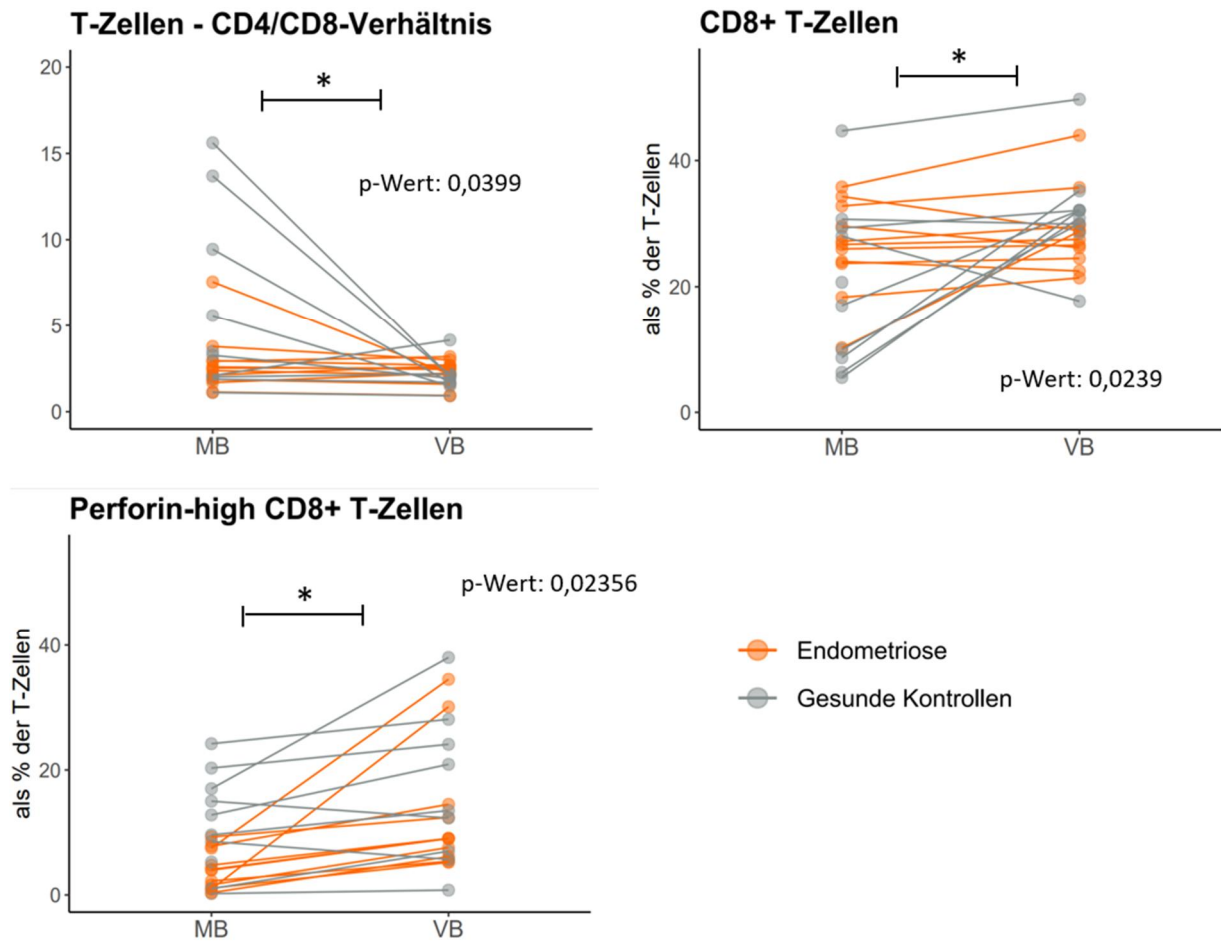 T-Zellen - CD4/CD8-Verhältnis
20
*
15
p-Wert: 0,0399
10
5
0
MB
VB
CD8+ T-Zellen
*
als % der T-Zellen
40
20
p-Wert: 0,0239
0
MB
VB
Perforin-high CD8+ T-Zellen
p-Wert: 0,02356
*
als % der T-Zellen
40
20
0
MB
VB
Endometriose
Gesunde Kontrollen